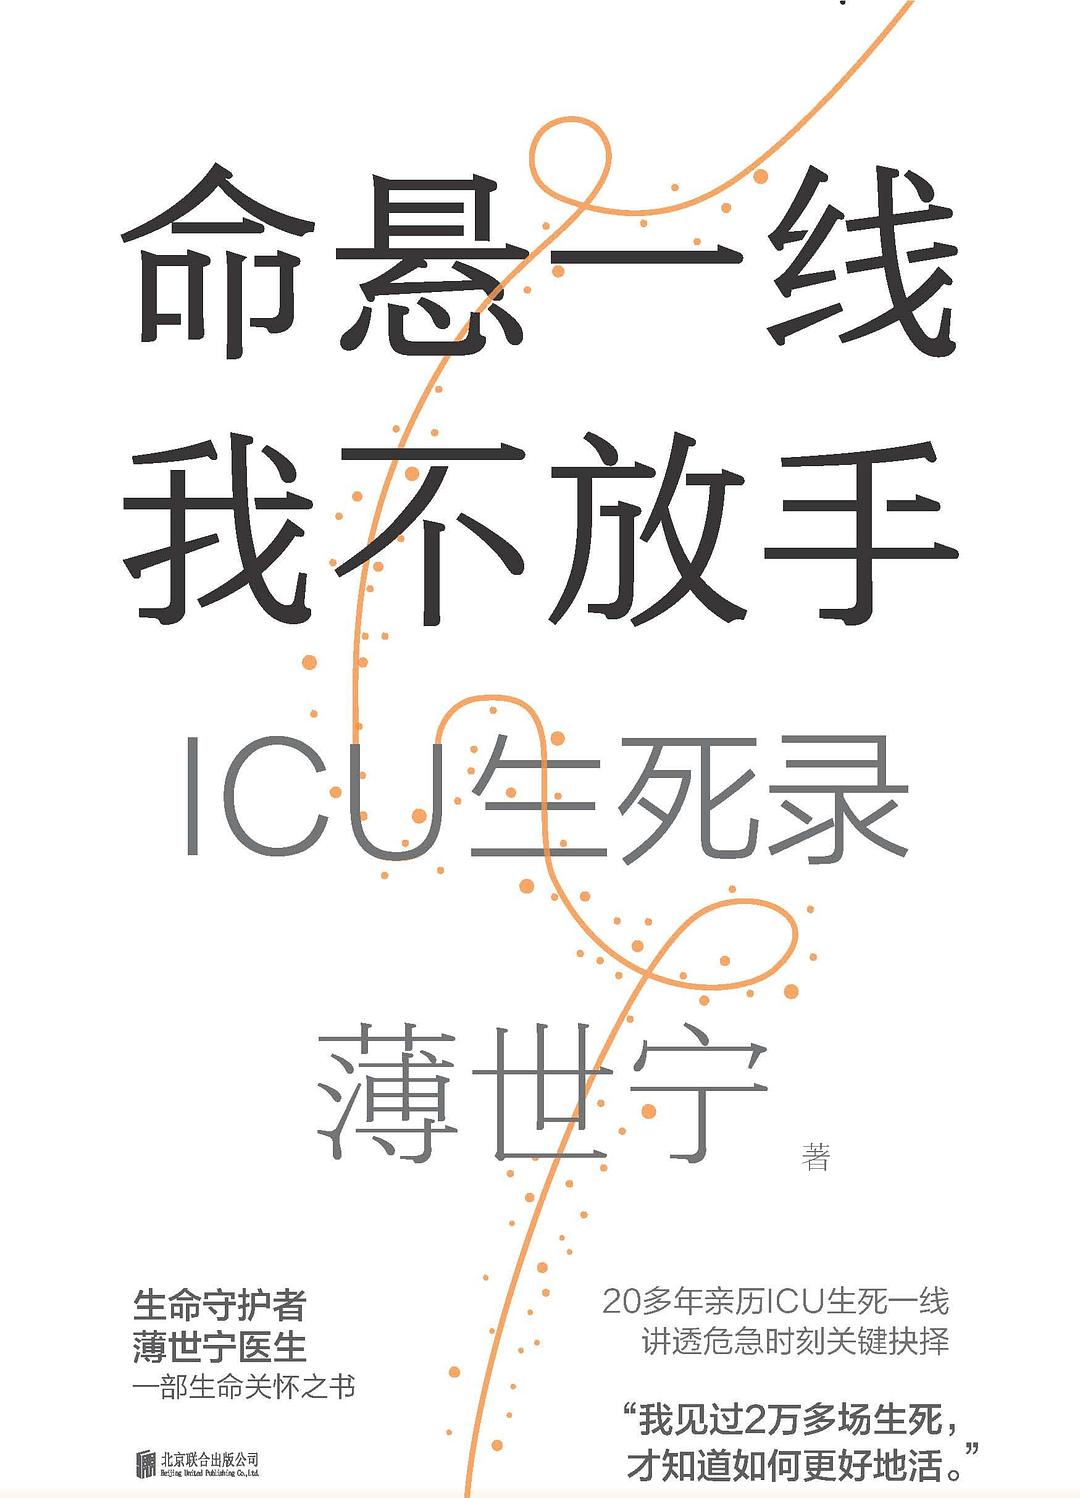 命悬一线
我不放手
ICU生死录
薄世宁 著
生命守护者
薄世宁医生
一部生命关怀之书
北京联合出版公司
Beijing United Publishing Co.,Ltd.
20多年亲历ICU生死一线
讲透危急时刻关键抉择
“我见过2万多场生死，
才知道如何更好地活。”